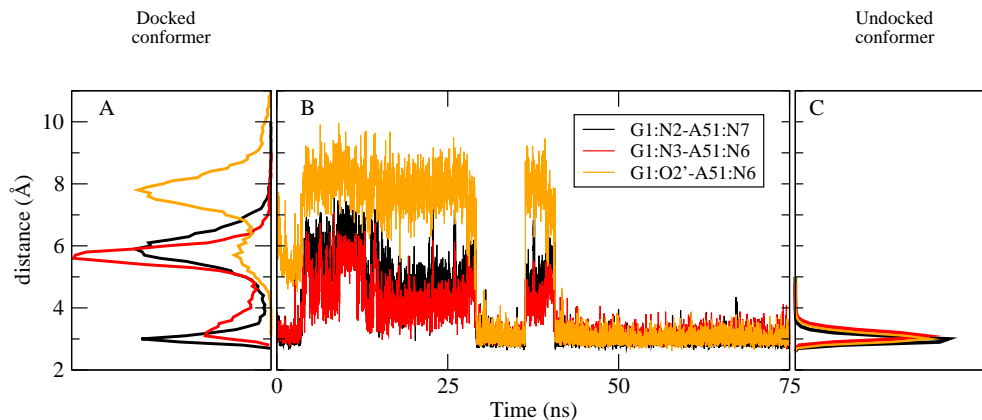 Docked
conformer
Undocked
conformer
A
B
C
G1:N2-A51:N7
G1:N3-A51:N6
G1:O2'-A51:N6
distance (Å)
10
8
6
4
2
0
25
50
75
Time (ns)